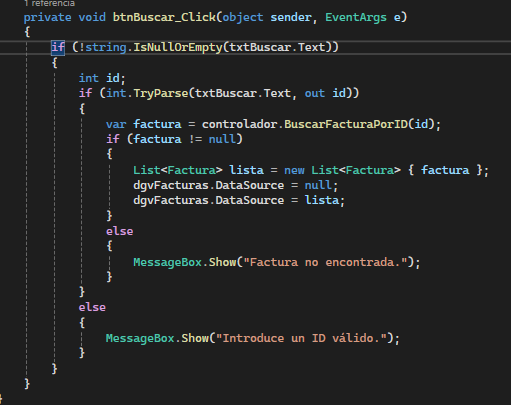 1 referencia
private void btnBuscar_Click(object sender, EventArgs e)
{
if (!string.IsNullOrEmpty(txtBuscar.Text))
{
int id;
if (int.TryParse(txtBuscar.Text, out id))
{
var factura = controlador.BuscarFacturaPorID(id);
if (factura != null)
{
List<Factura> lista = new List<Factura> { factura };
dgvFacturas.DataSource = null;
dgvFacturas.DataSource = lista;
}
else
{
MessageBox.Show("Factura no encontrada.");
}
}
else
{
MessageBox.Show("Introduce un ID válido.");
}
}
}
}